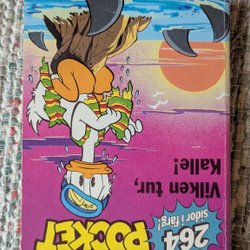 POCKET
264
sidor i färg!
Vilken tur,
Kalle!